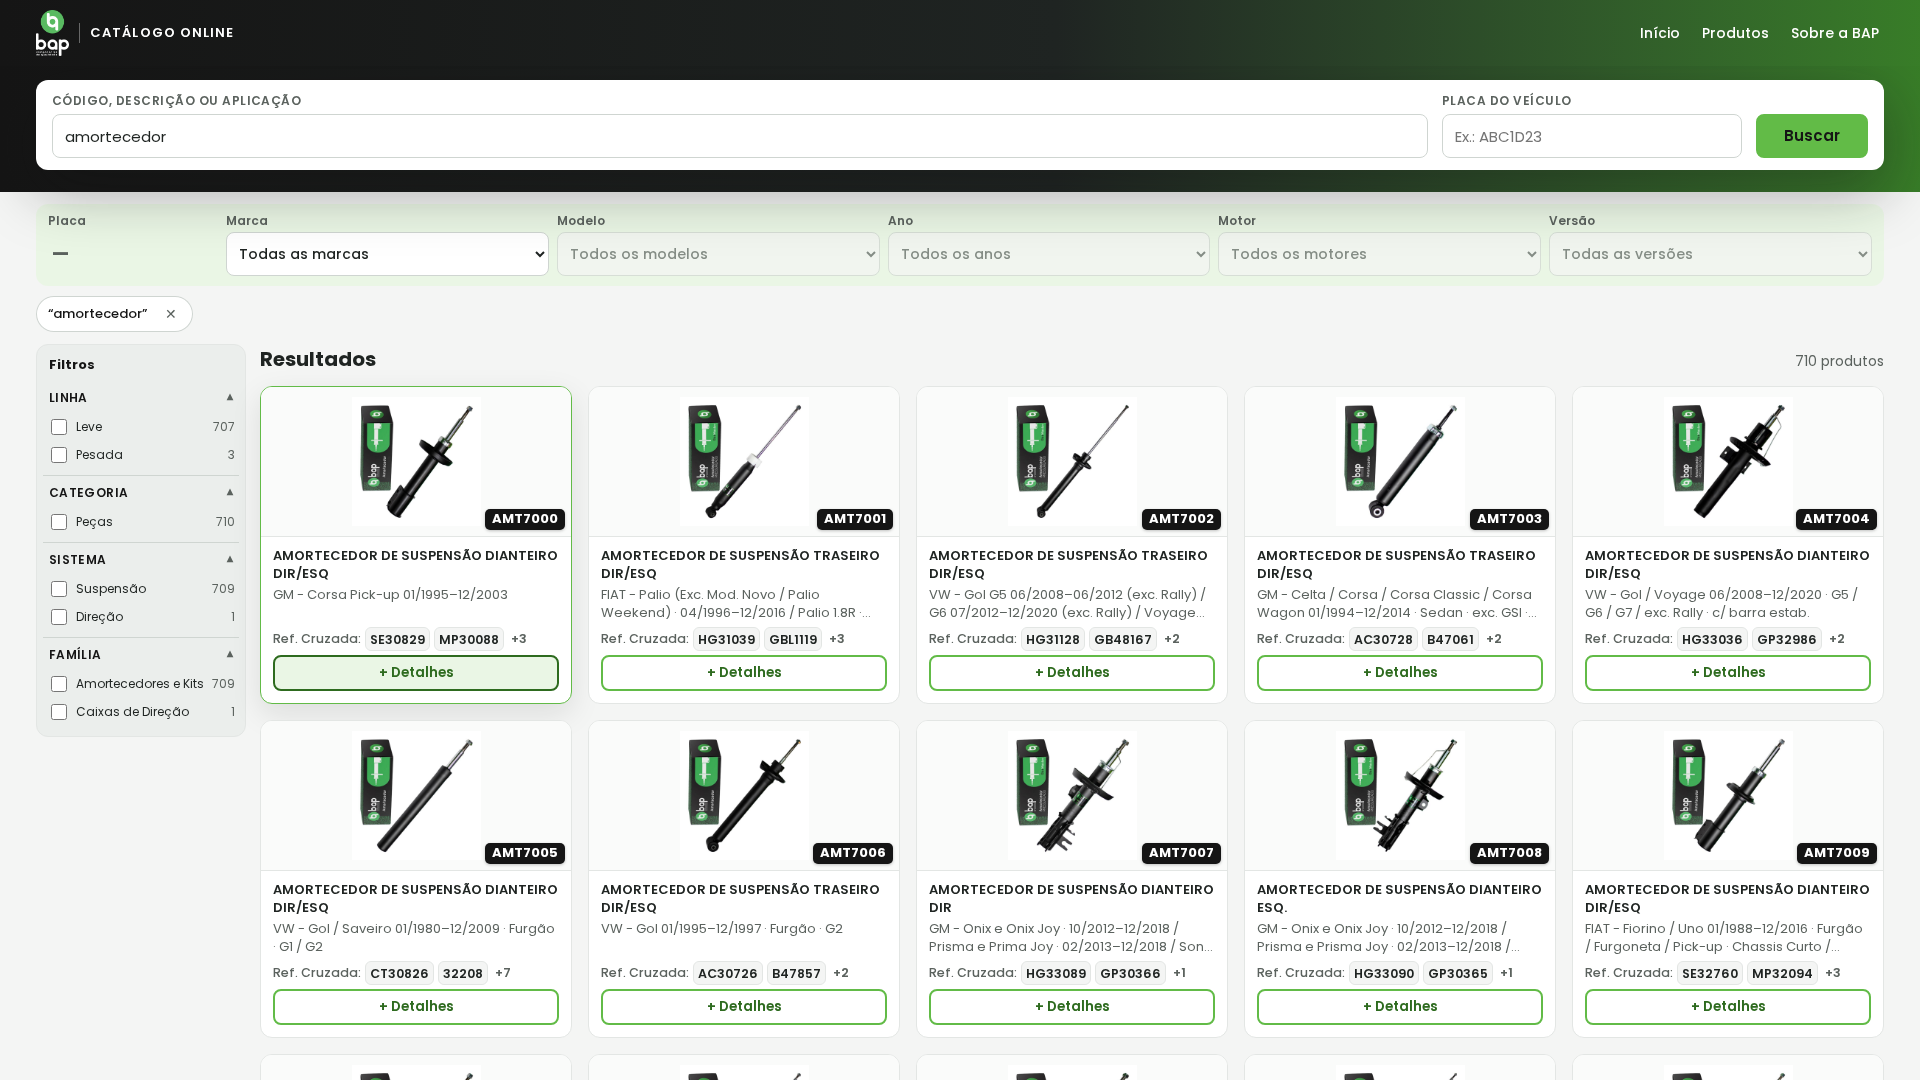 bap
CATÁLOGO ONLINE
Início
Produtos
Sobre a BAP
CÓDIGO, DESCRIÇÃO OU APLICAÇÃO
amortecedor
PLACA DO VEÍCULO
Ex.: ABC1D23
Buscar
Placa
—
Marca
Todas as marcas
Modelo
Todos os modelos
Ano
Todos os anos
Motor
Todos os motores
Versão
Todas as versões
“amortecedor” ✕
Filtros
LINHA
Leve 707
Pesada 3
CATEGORIA
Peças 710
SISTEMA
Suspensão 709
Direção 1
FAMÍLIA
Amortecedores e Kits 709
Caixas de Direção 1
Resultados
710 produtos
AMT7000
AMORTECEDOR DE SUSPENSÃO DIANTEIRO
DIR/ESQ
GM - Corsa Pick-up 01/1995–12/2003
Ref. Cruzada: SE30829 MP30088 +3
+ Detalhes
AMT7001
AMORTECEDOR DE SUSPENSÃO TRASEIRO
DIR/ESQ
FIAT - Palio (Exc. Mod. Novo / Palio
Weekend) · 04/1996–12/2016 / Palio 1.8R ·...
Ref. Cruzada: HG31039 GBL1119 +3
+ Detalhes
AMT7002
AMORTECEDOR DE SUSPENSÃO TRASEIRO
DIR/ESQ
VW - Gol G5 06/2008–06/2012 (exc. Rally) /
G6 07/2012–12/2020 (exc. Rally) / Voyage...
Ref. Cruzada: HG31128 GB48167 +2
+ Detalhes
AMT7003
AMORTECEDOR DE SUSPENSÃO TRASEIRO
DIR/ESQ
GM - Celta / Corsa / Corsa Classic / Corsa
Wagon 01/1994–12/2014 · Sedan · exc. GSI ·...
Ref. Cruzada: AC30728 B47061 +2
+ Detalhes
AMT7004
AMORTECEDOR DE SUSPENSÃO DIANTEIRO
DIR/ESQ
VW - Gol / Voyage 06/2008–12/2020 · G5 /
G6 / G7 / exc. Rally · c/ barra estab.
Ref. Cruzada: HG33036 GP32986 +2
+ Detalhes
AMT7005
AMORTECEDOR DE SUSPENSÃO DIANTEIRO
DIR/ESQ
VW - Gol / Saveiro 01/1980–12/2009 · Furgão
· G1 / G2
Ref. Cruzada: CT30826 32208 +7
+ Detalhes
AMT7006
AMORTECEDOR DE SUSPENSÃO TRASEIRO
DIR/ESQ
VW - Gol 01/1995–12/1997 · Furgão · G2
Ref. Cruzada: AC30726 B47857 +2
+ Detalhes
AMT7007
AMORTECEDOR DE SUSPENSÃO DIANTEIRO
DIR
GM - Onix e Onix Joy · 10/2012–12/2018 /
Prisma e Prima Joy · 02/2013–12/2018 / Son...
Ref. Cruzada: HG33089 GP30366 +1
+ Detalhes
AMT7008
AMORTECEDOR DE SUSPENSÃO DIANTEIRO
ESQ.
GM - Onix e Onix Joy · 10/2012–12/2018 /
Prisma e Prisma Joy · 02/2013–12/2018 /...
Ref. Cruzada: HG33090 GP30365 +1
+ Detalhes
AMT7009
AMORTECEDOR DE SUSPENSÃO DIANTEIRO
DIR/ESQ
FIAT - Fiorino / Uno 01/1988–12/2016 · Furgão
/ Furgoneta / Pick-up · Chassis Curto /...
Ref. Cruzada: SE32760 MP32094 +3
+ Detalhes